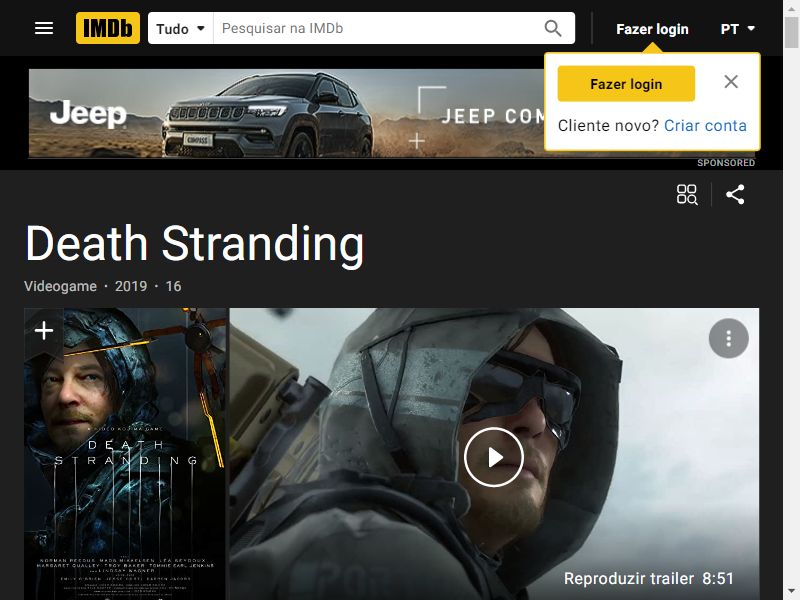 IMDb Tudo Pesquisar na IMDb Fazer login PT
Fazer login
Cliente novo? Criar conta
Jeep JEEP COM
COMPASS
SPONSORED
Death Stranding
Videogame · 2019 · 16
A HIDEO KOJIMA GAME
DEATH
STRANDING
NORMAN REEDUS MADS MIKKELSEN LÉA SEYDOUX
MARGARET QUALLEY TROY BAKER TOMMIE EARL JENKINS
LINDSAY WAGNER
Reproduzir trailer 8:51